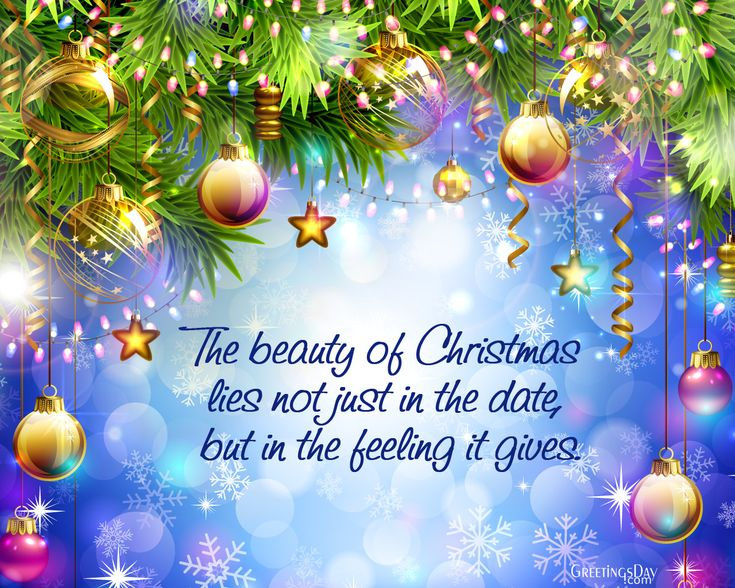 The beauty of Christmas
lies not just in the date,
but in the feeling it gives.
GREETINGSDAY
.com